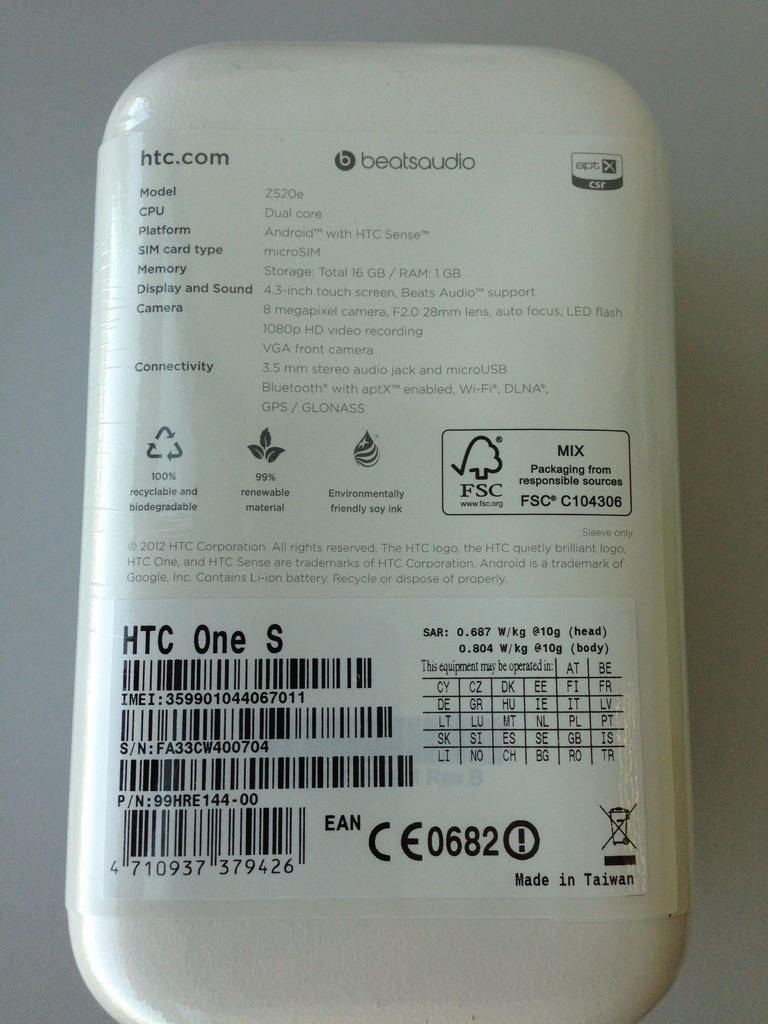 htc.com beatsaudio aptX
csr
Model Z520e
CPU Dual core
Platform Android™ with HTC Sense™
SIM card type microSIM
Memory Storage: Total 16 GB / RAM: 1 GB
Display and Sound 4.3-inch touch screen, Beats Audio™ support
Camera 8 megapixel camera, F2.0 28mm lens, auto focus, LED flash
1080p HD video recording
VGA front camera
Connectivity 3.5 mm stereo audio jack and microUSB
Bluetooth® with aptX™ enabled, Wi-Fi®, DLNA®,
GPS / GLONASS
100%
recyclable and
biodegradable
99%
renewable
material
Environmentally
friendly soy ink
FSC
www.fsc.org
MIX
Packaging from
responsible sources
FSC® C104306
Sleeve only
© 2012 HTC Corporation. All rights reserved. The HTC logo, the HTC quietly brilliant logo,
HTC One, and HTC Sense are trademarks of HTC Corporation. Android is a trademark of
Google, Inc. Contains Li-ion battery. Recycle or dispose of properly.
HTC One S
IMEI:359901044067011
S/N:FA33CW400704
P/N:99HRE144-00
4 710937 379426
EAN
SAR: 0.687 W/kg @10g (head)
0.804 W/kg @10g (body)
This equipment may be operated in: AT BE
CY CZ DK EE FI FR
DE GR HU IE IT LV
LT LU MT NL PL PT
SK SI ES SE GB IS
LI NO CH BG RO TR
Rev.B
CE0682
Made in Taiwan